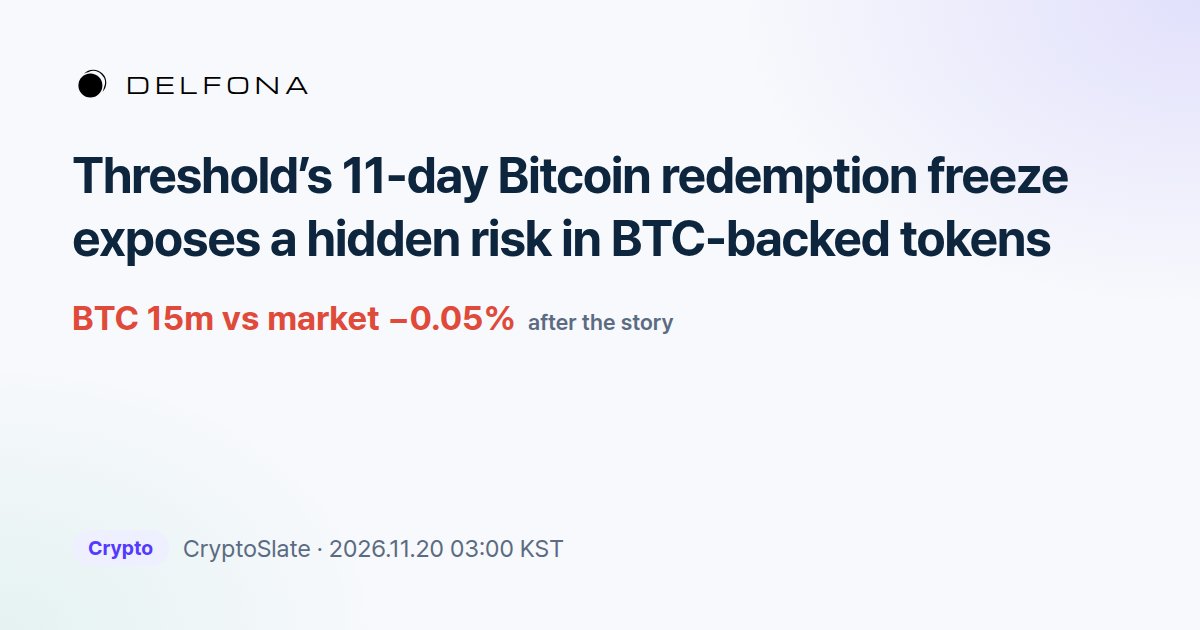 DELFONA
Threshold’s 11-day Bitcoin redemption freeze
exposes a hidden risk in BTC-backed tokens
BTC 15m vs market −0.05% after the story
Crypto CryptoSlate · 2026.11.20 03:00 KST